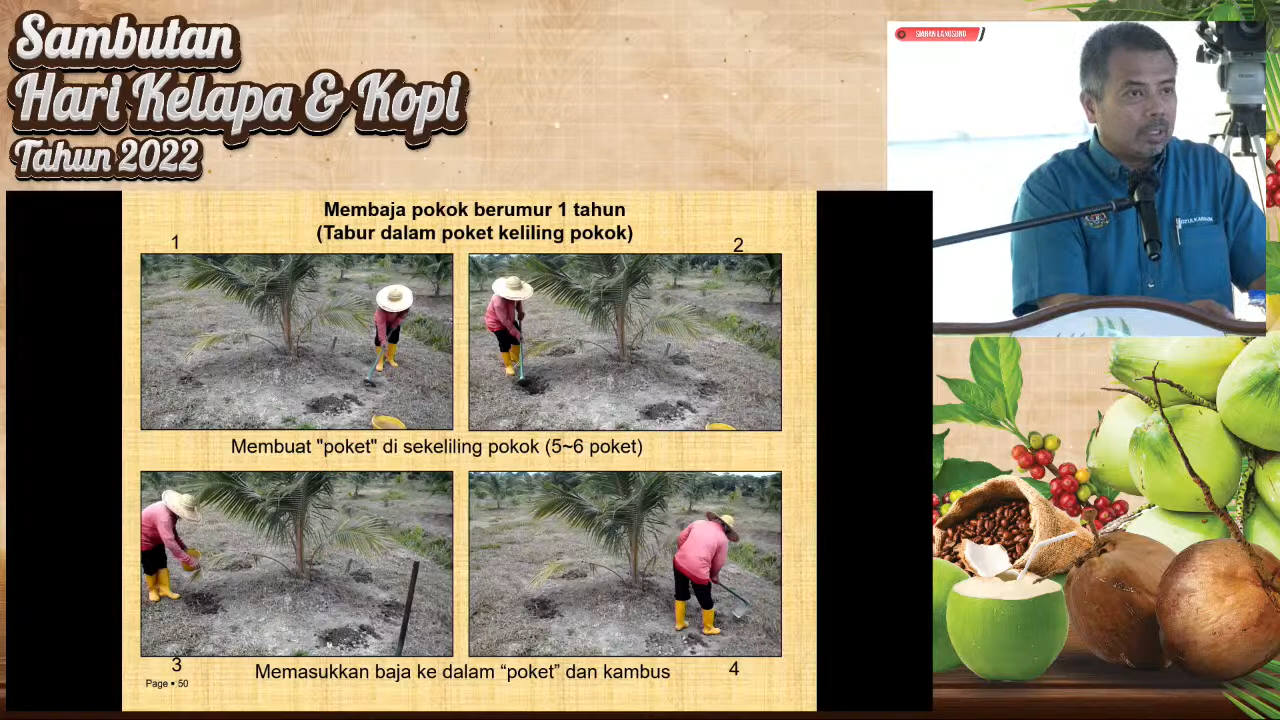 Sambutan
Hari Kelapa & Kopi
Tahun 2022
SIARAN LANGSUNG
Membaja pokok berumur 1 tahun
(Tabur dalam poket keliling pokok)
1
2
Membuat "poket" di sekeliling pokok (5~6 poket)
3
Memasukkan baja ke dalam “poket” dan kambus
4
Page ▪ 50